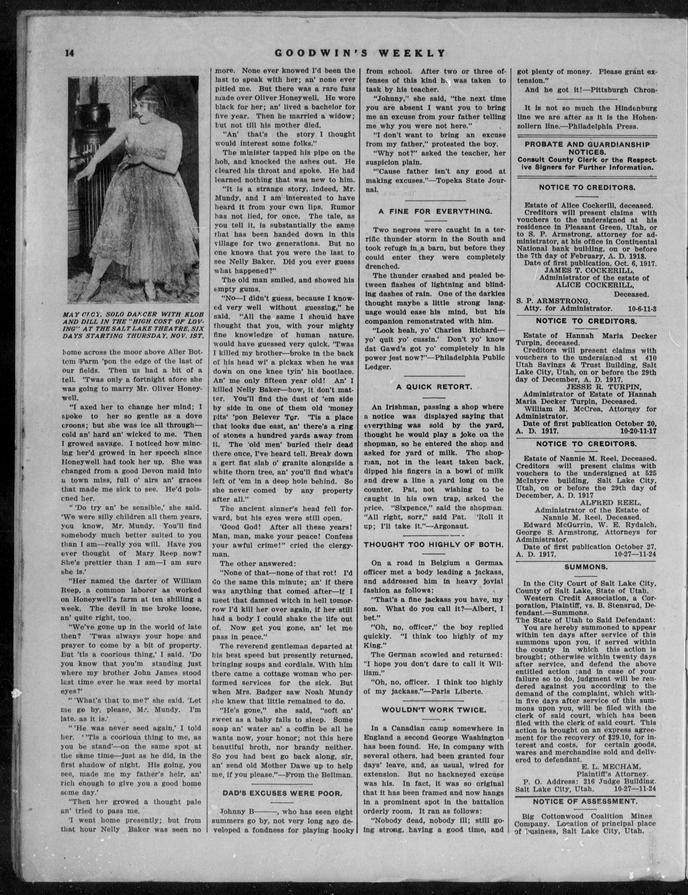 14
GOODWIN'S WEEKLY
MAY CLOY, SOLO DANCER WITH KLOB
AND DILL IN THE "HIGH COST OF LOV-
ING" AT THE SALT LAKE THEATRE, SIX
DAYS STARTING THURSDAY, NOV. 1ST.
home across the moor above Aller Bot-
tom Farm 'pon the edge of the last of
our fields. Then us had a bit of a
tell. 'Twas only a fortnight afore she
was going to marry Mr. Oliver Honey-
well.
"I axed her to change her mind; I
spoke to her so gentle as a dove
croons; but she was ice all through—
cold an' hard an' wicked to me. Then
I growed savage. I noticed how minc-
ing her'd growed in her speech since
Honeywell had took her up. She was
changed from a good Devon maid into
a town miss, full o' airs an' graces
that made me sick to see. He'd pois-
oned her.
"'Do try an' be sensible,' she said.
'We were silly children all them years,
you know, Mr. Mundy. You'll find
somebody much better suited to you
than I am—really you will. Have you
ever thought of Mary Reep now?
She's prettier than I am—I am sure
she is.'
"Her named the darter of William
Reep, a common laborer as worked
on Honeywell's farm at ten shilling a
week. The devil in me broke loose,
an' quite right, too.
"'We've gone up in the world of late
then? 'Twas always your hope and
prayer to come by a bit of property.
But 'tis a coorious thing,' I said. 'Do
you know that you'm standing just
where my brother John James stood
last time ever he was seed by mortal
eyes?'
"'What's that to me?' she said. 'Let
me go by, please, Mr. Mundy. I'm
late, as it is.'
"'He was never seed again,' I told
her. ''Tis a coorious thing to me, as
you be stand'—on the same spot at
the same time—just as he did, in the
first shadow of night. His going, you
see, made me my father's heir, an'
rich enough to give you a good home
some day.'
"Then her growed a thought pale
an' tried to pass me.
'I went home presently; but from
that hour Nelly Baker was seen no
more. None ever knowed I'd been the
last to speak with her; an' none ever
pitied me. But there was a rare fuss
made over Oliver Honeywell. He wore
black for her; an' lived a bachelor for
five year. Then he married a widow;
but not till his mother died.
"An' that's the story I thought
would interest some folks."
The minister tapped his pipe on the
hob, and knocked the ashes out. He
cleared his throat and spoke. He had
learned nothing that was new to him.
"It is a strange story, indeed, Mr.
Mundy, and I am interested to have
heard it from your own lips. Rumor
has not lied, for once. The tale, as
you tell it, is substantially the same
that has been handed down in this
village for two generations. But no
one knows that you were the last to
see Nelly Baker. Did you ever guess
what happened?"
The old man smiled, and showed his
empty gums.
"No—I didn't guess, because I know-
ed very well without guessing," he
said. "All the same I should have
thought that you, with your mighty
fine knowledge of human nature,
would have guessed very quick. 'Twas
I killed my brother—broke in the back
of his head wi' a pickax when he was
down on one knee tyin' his bootlace.
An' me only fifteen year old! An' I
killed Nelly Baker—how, it don't mat-
ter. You'll find the dust of 'em side
by side in one of them old 'money
pits' 'pon Belever Tor. 'Tis a place
that looks due east, an' there's a ring
of stones a hundred yards away from
it. The 'old men' buried their dead
there once, I've heard tell. Break down
a gert flat slab o' granite alongside a
white thorn tree, an' you'll find what's
left of 'em in a deep hole behind. So
she never comed by any property
after all."
The ancient sinner's head fell for-
ward, but his eyes were still open.
"Good God! After all these years!
Man, man, make your peace! Confess
your awful crime!" cried the clergy-
man.
The other answered:
"None of that—none of that rot! I'd
do the same this minute; an' if there
was anything that comed after—if I
meet that damned witch in hell tomor-
row I'd kill her over again, if her still
had a body I could shake the life out
of. Now get you gone, an' let me
pass in peace."
The reverend gentleman departed at
his best speed but presently returned,
bringing soups and cordials. With him
there came a cottage woman who per-
formed services for the sick. But
when Mrs. Badger saw Noah Mundy
she knew that little remained to do.
"He's gone," she said, "soft an'
sweet as a baby falls to sleep. Some
soap an' water an' a coffin be all he
wants now, your honor; not this here
beautiful broth, nor brandy neither.
So you had best go back along, sir,
an' send old Mother Dawe up to help
me, if you please."—From the Bellman.
DAD'S EXCUSES WERE POOR.
Johnny B———, who has seen eight
summers go by, not very long ago de-
veloped a fondness for playing hooky
from school. After two or three of-
fenses of this kind he was taken to
task by his teacher.
"Johnny," she said, "the next time
you are absent I want you to bring
me an excuse from your father telling
me why you were not here."
"I don't want to bring an excuse
from my father," protested the boy.
"Why not?" asked the teacher, her
suspicion plain.
"'Cause father isn't any good at
making excuses."—Topeka State Jour-
nal.
A FINE FOR EVERYTHING.
Two negroes were caught in a ter-
rific thunder storm in the South and
took refuge in a barn, but before they
could enter they were completely
drenched.
The thunder crashed and pealed be-
tween flashes of lightning and blind-
ing dashes of rain. One of the darkies
thought maybe a little strong lang
uage would ease his mind, but his
companion remonstrated with him.
"Look heah, yo' Charles Richard—
yo' quit yo' cussin.' Don't yo' know
dat Gawd's got yo' completely in his
power jest now?"—Philadelphia Public
Ledger.
A QUICK RETORT.
An Irishman, passing a shop where
a notice was displayed saying that
everything was sold by the yard,
thought he would play a joke on the
shopman, so he entered the shop and
asked for yard of milk. The shop-
man, not in the least taken back,
dipped his fingers in a bowl of milk
and drew a line a yard long on the
counter. Pat, not wishing to be
caught in his own trap, asked the
price. "Sixpence," said the shopman.
"All right, sorr," said Pat. 'Roll it
up; I'll take it."—Argonaut.
THOUGHT TOO HIGHLY OF BOTH.
On a road in Belgium a German
officer met a boy leading a jackass,
and addressed him in heavy jovial
fashion as follows:
"That's a fine jackass you have, my
son. What do you call it?—Albert, I
bet."
"Oh, no, officer," the boy replied
quickly. "I think too highly of my
King."
The German scowled and returned:
"I hope you don't dare to call it Wil-
liam."
"Oh, no, officer. I think too highly
of my jackass."—Paris Liberte.
WOULDN'T WORK TWICE.
In a Canadian camp somewhere in
England a second George Washington
has been found. He, in company with
several others, had been granted four
days' leave, and, as usual, wired for
extension. But no hackneyed excuse
was his. In fact, it was so original
that it has been framed and now hangs
in a prominent spot in the battalion
orderly room. It ran as follows:
"Nobody dead, nobody ill; still go-
ing strong, having a good time, and
got plenty of money. Please grant ex-
tension."
And he got it!—Pittsburgh Chron-
It is not so much the Hindenburg
line we are after as it is the Hohen-
zollern line.—Philadelphia Press.
PROBATE AND GUARDIANSHIP
NOTICES.
Consult County Clerk or the Respect-
ive Signers for Further Information.
NOTICE TO CREDITORS.
Estate of Alice Cockerill, deceased.
Creditors will present claims with
vouchers to the undersigned at his
residence in Pleasant Green, Utah, or
to S. P. Armstrong, attorney for ad-
ministrator, at his office in Continental
National bank building, on or before
the 7th day of February, A. D. 1918.
Date of first publication, Oct. 6, 1917.
JAMES T. COCKERILL,
Administrator of the estate of
ALICE COCKERILL,
Deceased.
S. P. ARMSTRONG,
Atty. for Administrator. 10-6-11-3
NOTICE TO CREDITORS.
Estate of Hannah Maria Decker
Turpin, deceased.
Creditors will present claims with
vouchers to the undersigned at 410
Utah Savings & Trust Building, Salt
Lake City, Utah, on or before the 29th
day of December, A. D. 1917.
JESSE R. TURPIN,
Administrator of Estate of Hannah
Maria Decker Turpin, Deceased.
William M. McCrea, Attorney for
Administrator.
Date of first publication October 20,
A. D. 1917. 10-20-11-17
NOTICE TO CREDITORS.
Estate of Nannie M. Reel, Deceased.
Creditors will present claims with
vouchers to the undersigned at 525
McIntyre building, Salt Lake City,
Utah, on or before the 29th day of
December, A. D. 1917
ALFRED REEL,
Administrator of the Estate of
Nannie M. Reel, Deceased.
Edward McGurrin, W. E. Rydalch,
George S. Armstrong, Attorneys for
Administrator.
Date of first publication October 27,
A. D. 1917. 10-27—11-24
SUMMONS.
In the City Court of Salt Lake City,
County of Salt Lake, State of Utah.
Western Credit Association, a Cor-
poration, Plaintiff, vs. B. Stensrud, De-
fendant.—Summons.
The State of Utah to Said Defendant:
You are hereby summoned to appear
within ten days after service of this
summons upon you, if served within
the county in which this action is
brought; otherwise within twenty days
after service, and defend the above
entitled action ;and in case of your
failure so to do, judgment will be ren-
dered against you according to the
demand of the complaint, which with-
in five days after service of this sum-
mons upon you, will be filed with the
clerk of said court, which has been
filed with the clerk of said court. This
action is brought on an express agree-
ment for the recovery of $29.10, for in-
terest and costs, for certain goods,
wares and merchandise sold and deliv-
ered to defendant.
E. L. MECHAM,
Plaintiff's Attorney.
P. O. Address: 216 Judge Building.
Salt Lake City, Utah. 10-27—11-24
NOTICE OF ASSESSMENT.
Big Cottonwood Coalition Mines
Company. Location of principal place
of business, Salt Lake City, Utah.